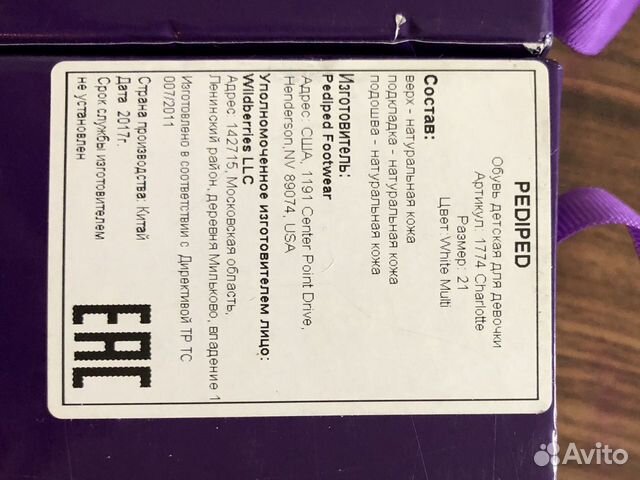 PEDIPED
Обувь детская для девочки
Артикул: 1774 Charlotte
Размер: 21
Цвет:White Multi
Состав:
верх - натуральная кожа
подкладка - натуральная кожа
подошва - натуральная кожа
Изготовитель:
Pediped Footwear
Адрес: США, 1191 Center Point Drive,
Henderson,NV 89074, USA
Уполномоченное изготовителем лицо:
Wildberries LLC
Адрес: 142715, Московская область,
Ленинский район, деревня Мильково, владение 1
Изготовлено в соответствии с Директивой ТР ТС
007/2011
Страна производства: Китай
Дата 2017г.
Срок службы изготовителем
не установлен
EAC
Avito